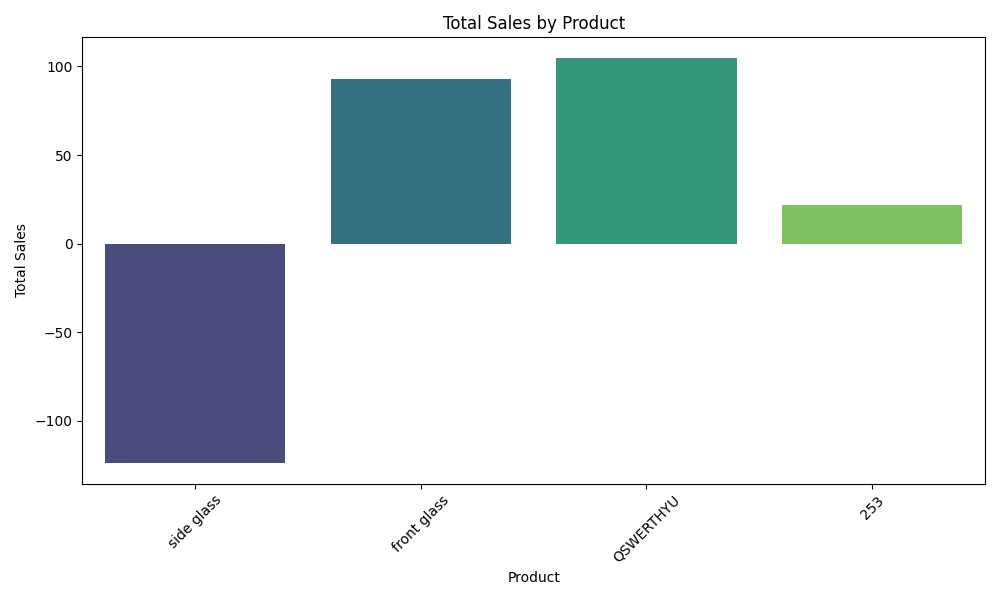 Total Sales by Product
Total Sales
100
50
0
−50
−100
side glass
front glass
QSWERTHYU
253
Product